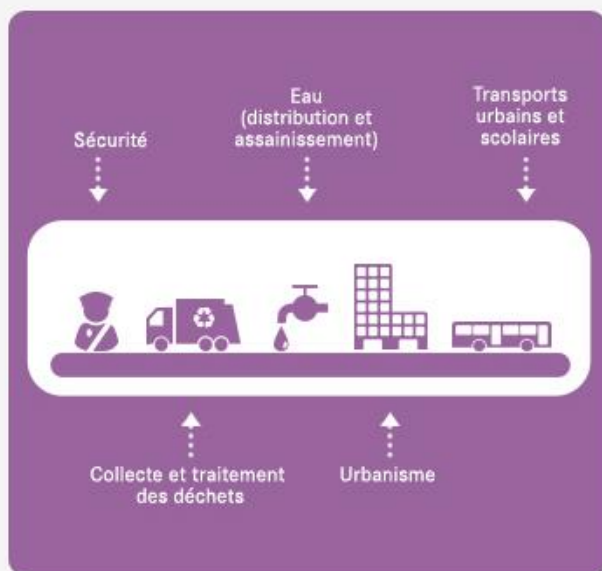 Sécurité
Eau
(distribution et
assainissement)
Transports
urbains et
scolaires
Collecte et traitement
des déchets
Urbanisme